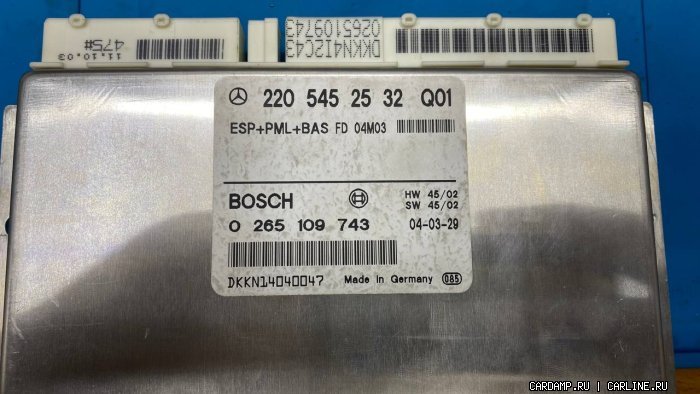 475#
11.10.03
DKKN4I2C43
0265109743
220 545 25 32 Q01
ESP+PML+BAS FD 04M03
BOSCH
HW 45/02
SW 45/02
0 265 109 743
04-03-29
DKKN14040047
Made in Germany
085
CARDAMP.RU | CARLINE.RU